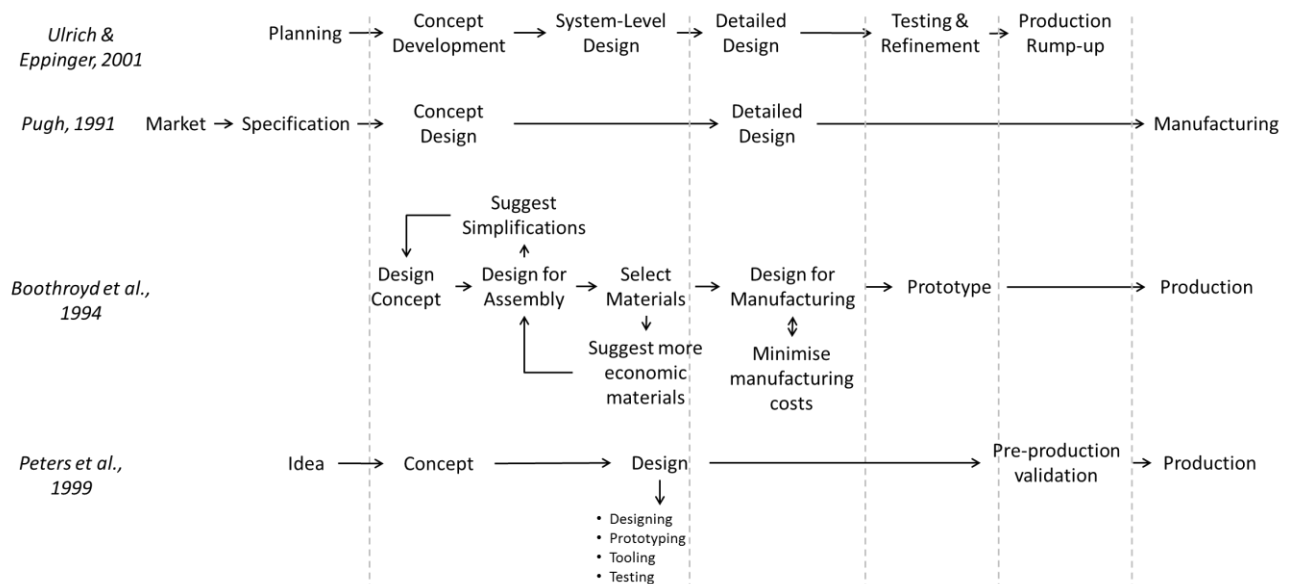 Ulrich &
Eppinger, 2001
Planning
Concept
Development
System-Level
Design
Detailed
Design
Testing &
Refinement
Production
Rump-up
Pugh, 1991
Market
Specification
Concept
Design
Detailed
Design
Manufacturing
Boothroyd et al.,
1994
Suggest
Simplifications
Design
Concept
Design for
Assembly
Select
Materials
Design for
Manufacturing
Prototype
Production
Suggest more
economic
materials
Minimise
manufacturing
costs
Peters et al.,
1999
Idea
Concept
Design
Pre-production
validation
Production
• Designing
• Prototyping
• Tooling
• Testing